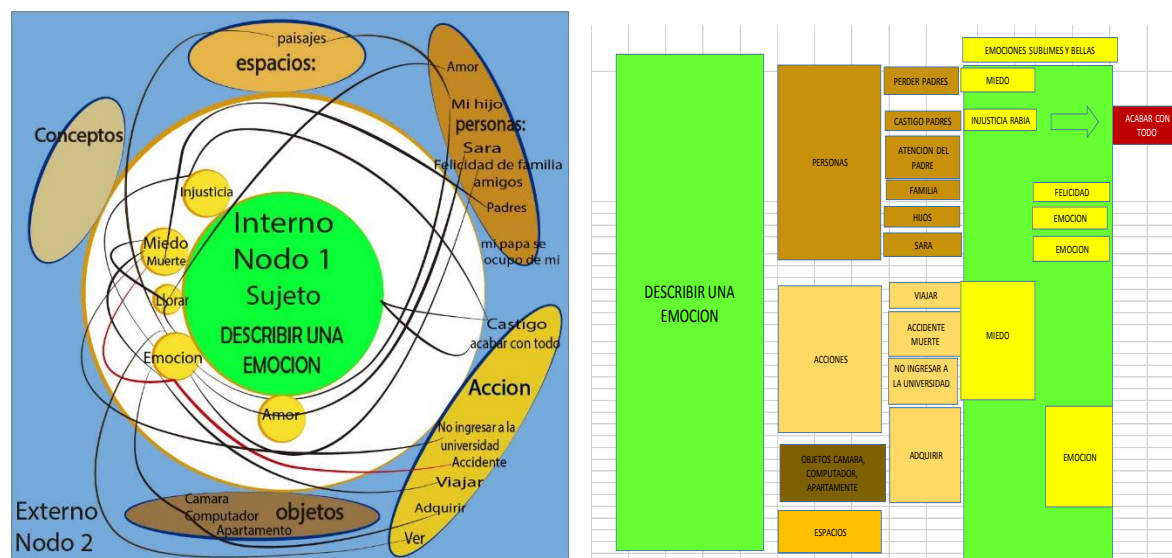 paisajes
espacios:
Amor
Mi hijo
personas:
Sara
Felicidad de familia
amigos
Padres
mi papa se
ocupo de mi
Conceptos
Injusticia
Miedo
Muerte
Llorar
Emocion
Amor
Interno
Nodo 1
Sujeto
DESCRIBIR UNA
EMOCION
Castigo
acabar con todo
Accion
No ingresar a la
universidad
Accidente
Viajar
Adquirir
Ver
Camara
Computador
Apartamento
objetos
Externo
Nodo 2
DESCRIBIR UNA
EMOCION
PERSONAS
PERDER PADRES
CASTIGO PADRES
ATENCION DEL
PADRE
FAMILIA
HIJOS
SARA
EMOCIONES SUBLIMES Y BELLAS
MIEDO
INJUSTICIA RABIA
ACABAR CON
TODO
FELICIDAD
EMOCION
EMOCION
ACCIONES
VIAJAR
ACCIDENTE
MUERTE
NO INGRESAR A
LA UNIVERSIDAD
MIEDO
OBJETOS CAMARA,
COMPUTADOR,
APARTAMENTE
ADQUIRIR
EMOCION
ESPACIOS